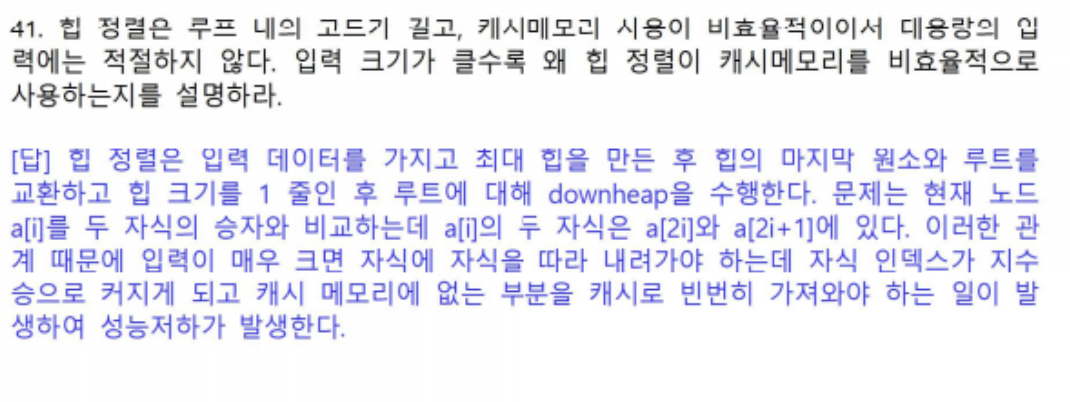 41. 힙 정렬은 루프 내의 코드가 길고, 캐시메모리 사용이 비효율적이이서 대용량의 입
력에는 적절하지 않다. 입력 크기가 클수록 왜 힙 정렬이 캐시메모리를 비효율적으로
사용하는지를 설명하라.
[답] 힙 정렬은 입력 데이터를 가지고 최대 힙을 만든 후 힙의 마지막 원소와 루트를
교환하고 힙 크기를 1 줄인 후 루트에 대해 downheap을 수행한다. 문제는 현재 노드
a[i]를 두 자식의 승자와 비교하는데 a[i]의 두 자식은 a[2i]와 a[2i+1]에 있다. 이러한 관
계 때문에 입력이 매우 크면 자식에 자식을 따라 내려가야 하는데 자식 인덱스가 지수
승으로 커지게 되고 캐시 메모리에 없는 부분을 캐시로 빈번히 가져와야 하는 일이 발
생하여 성능저하가 발생한다.